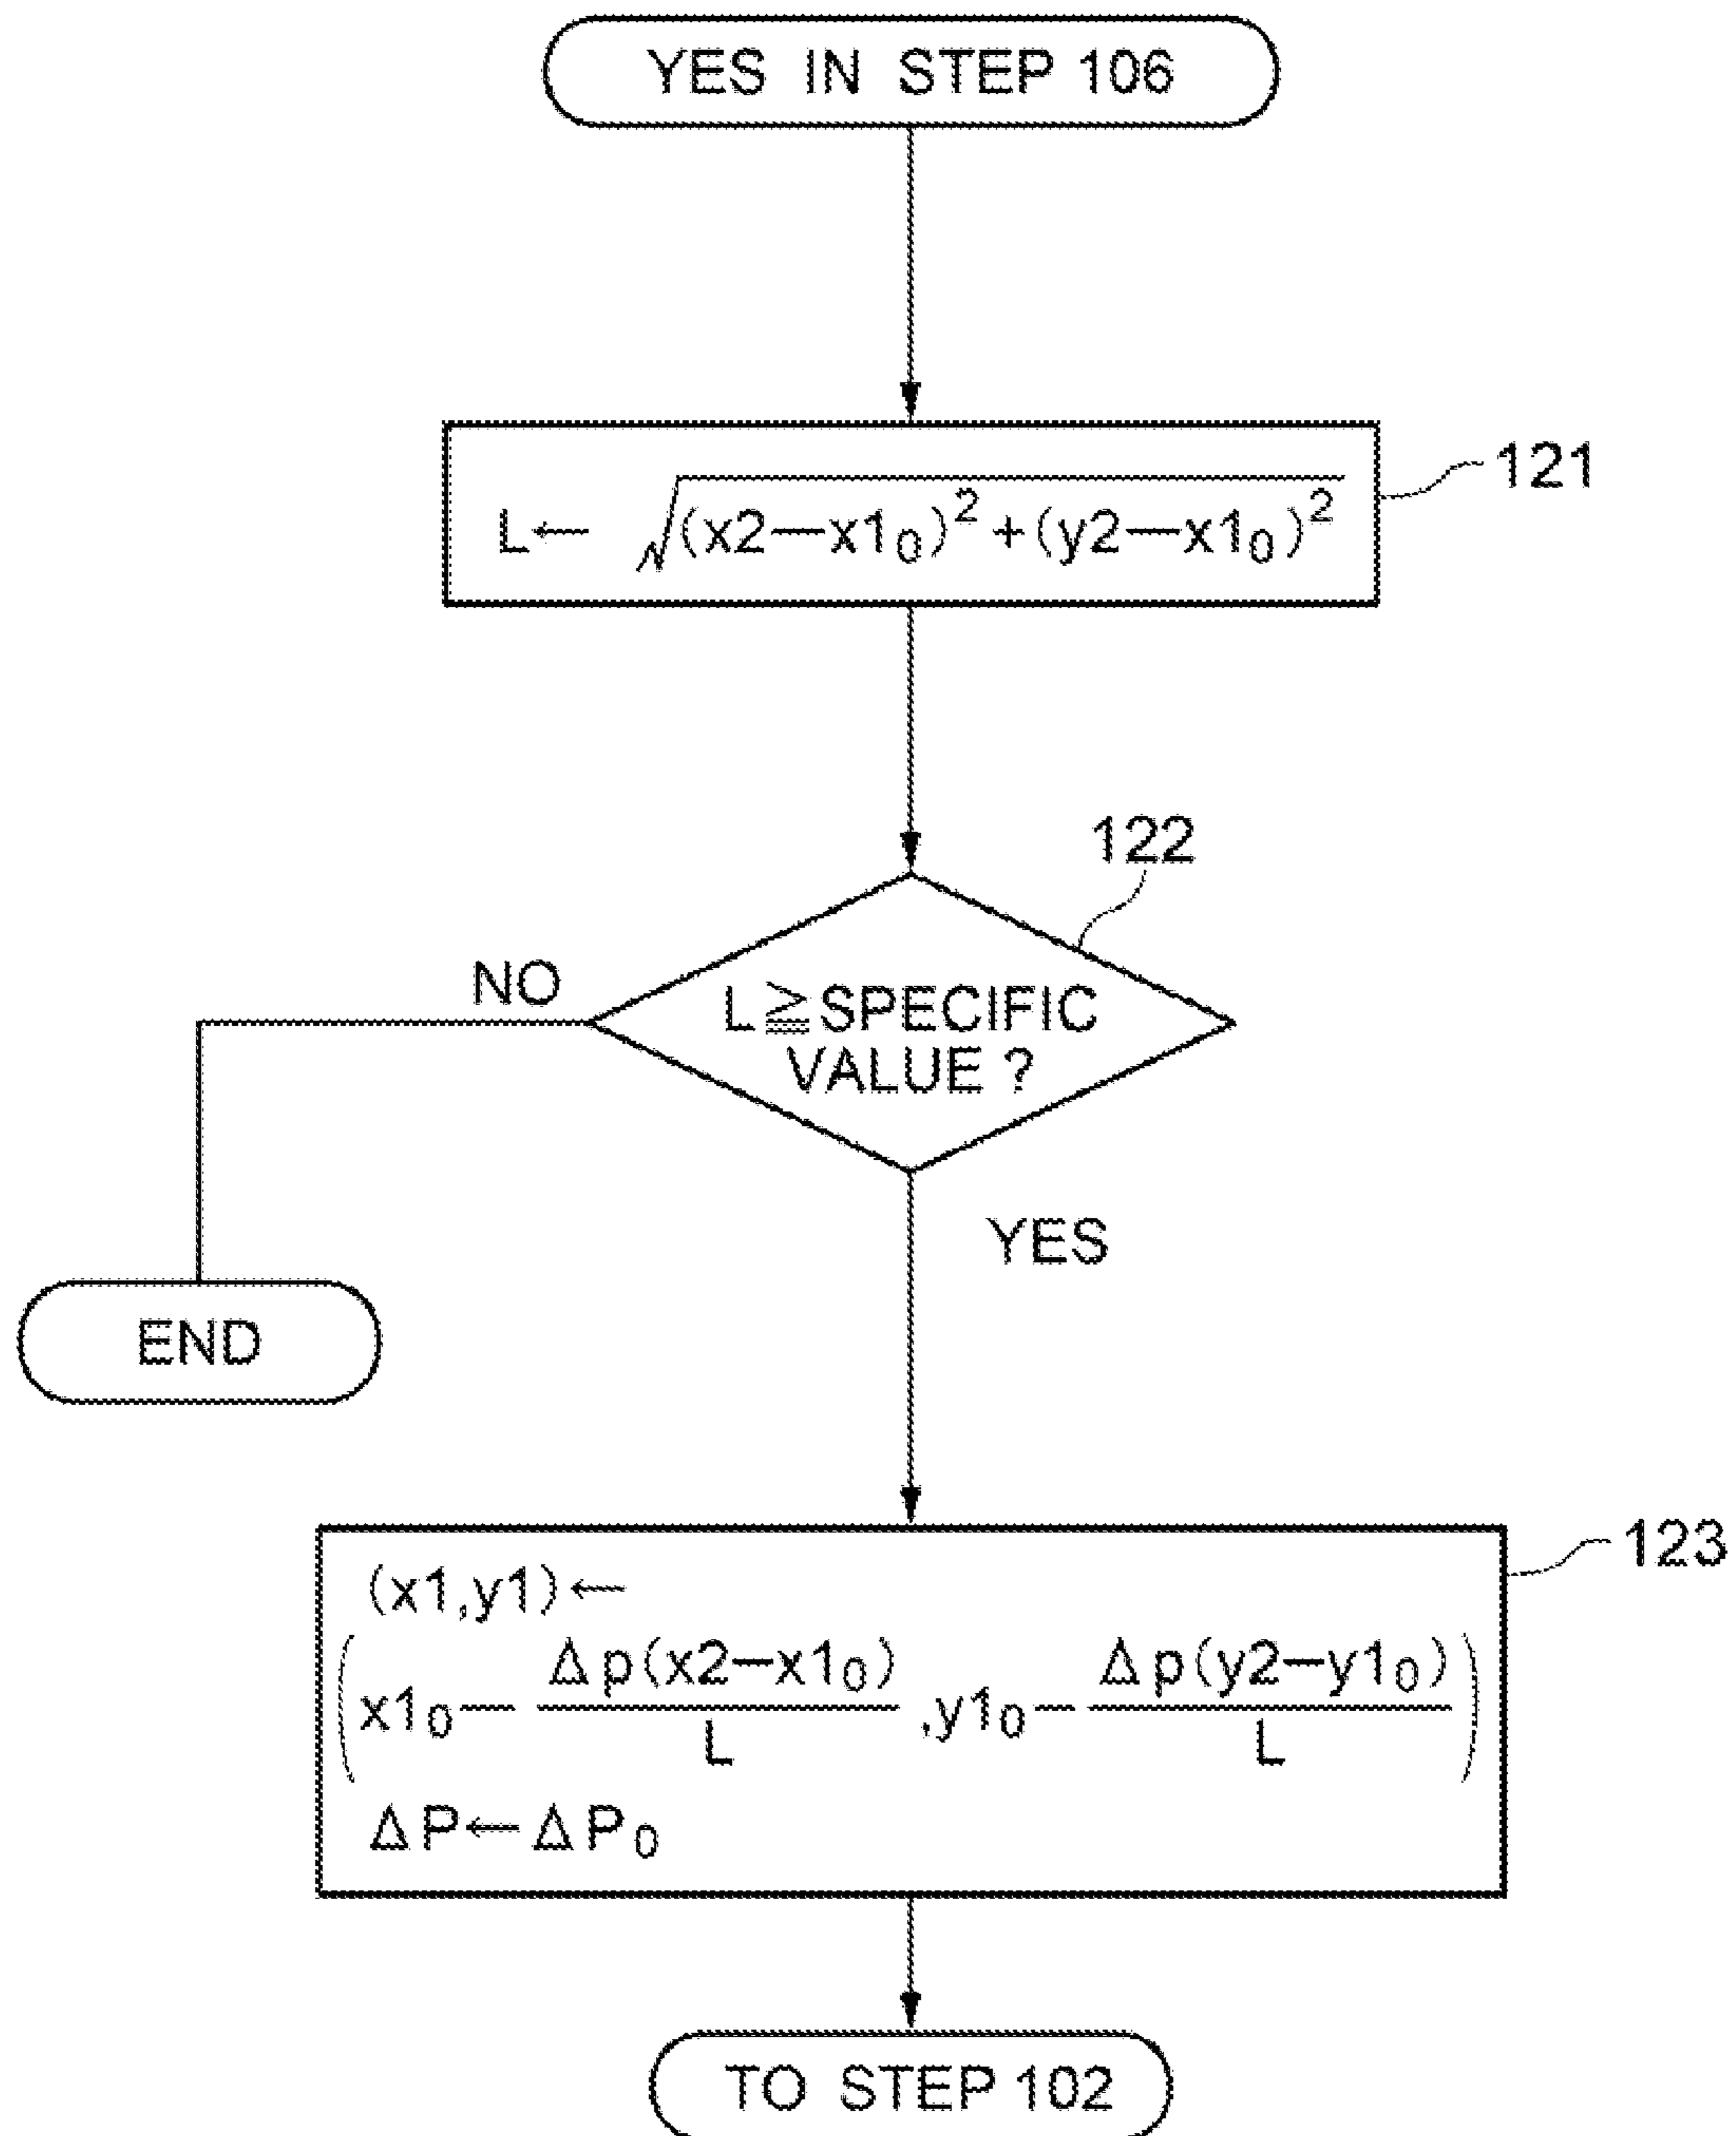 YES IN STEP 106
L← √(x2−x1₀)²+(y2−x1₀)²
121
122
NO
L≧SPECIFIC
VALUE ?
YES
END
123
(x1,y1)←
(x1₀− Δp(x2−x1₀)/L ,y1₀− Δp(y2−y1₀)/L)
ΔP←ΔP₀
TO STEP 102